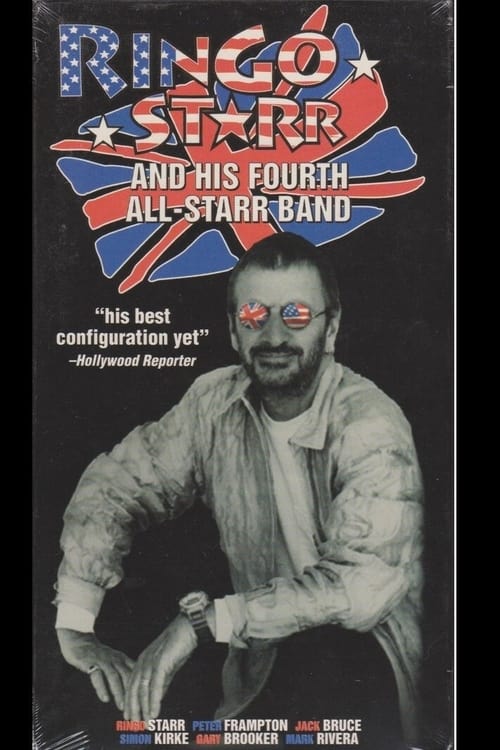 RINGO
STARR
AND HIS FOURTH
ALL-STARR BAND
“his best
configuration yet”
–Hollywood Reporter
RINGO STARR PETER FRAMPTON JACK BRUCE
SIMON KIRKE GARY BROOKER MARK RIVERA